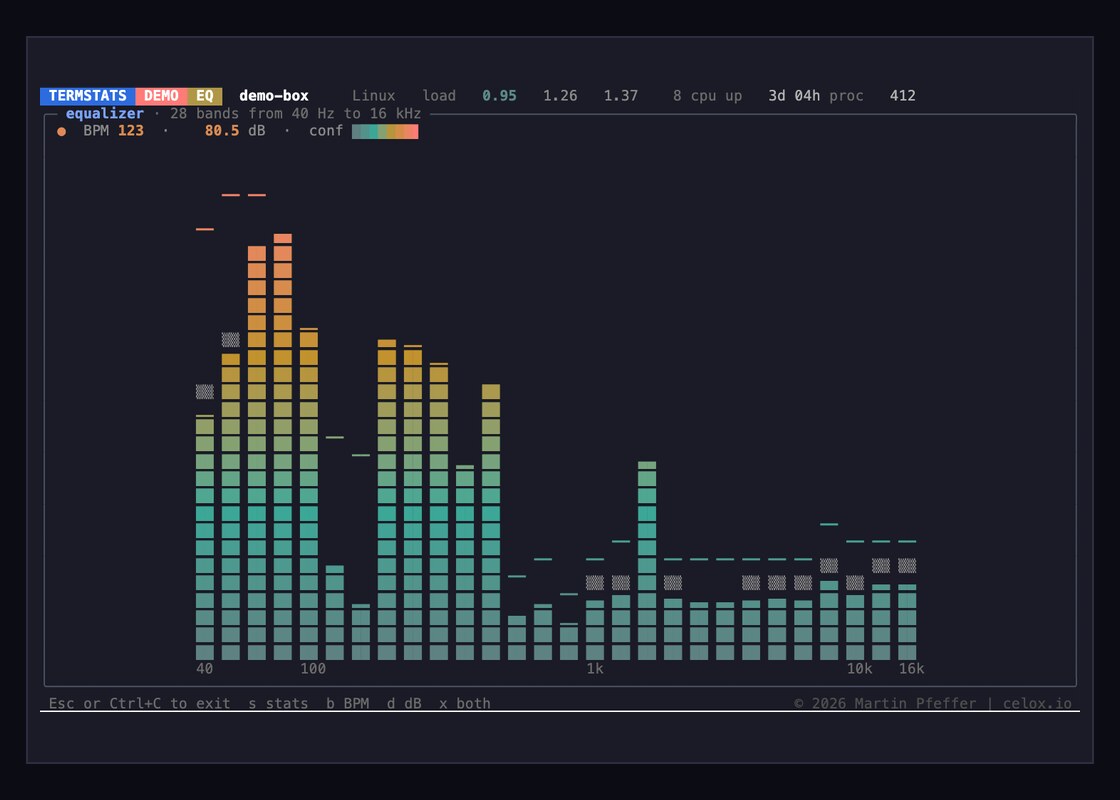 TERMSTATS DEMO EQ demo-box Linux load 0.95 1.26 1.37 8 cpu up 3d 04h proc 412
equalizer · 28 bands from 40 Hz to 16 kHz
● BPM 123 · 80.5 dB · conf
40 100 1k 10k 16k
Esc or Ctrl+C to exit s stats b BPM d dB x both © 2026 Martin Pfeffer | celox.io